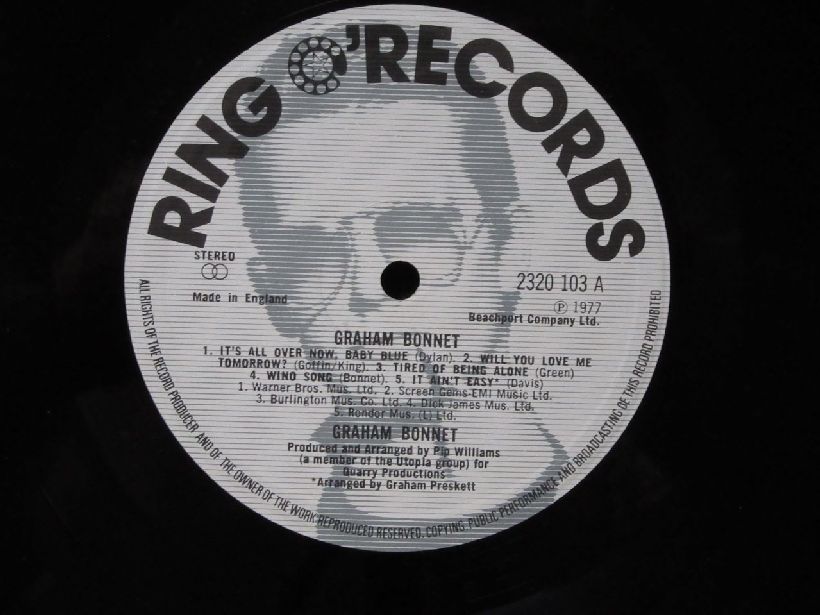 RING O'RECORDS
STEREO
Made in England
2320 103 A
Ⓟ 1977
Beachport Company Ltd.
GRAHAM BONNET
1. IT'S ALL OVER NOW, BABY BLUE (Dylan). 2. WILL YOU LOVE ME
TOMORROW? (Goffin/King). 3. TIRED OF BEING ALONE (Green)
4. WINO SONG (Bonnet). 5. IT AIN'T EASY* (Davis)
1. Warner Bros. Mus. Ltd. 2. Screen Gems-EMI Music Ltd.
3. Burlington Mus. Co. Ltd. 4. Dick James Mus. Ltd.
5. Rondor Mus. (L) Ltd.
GRAHAM BONNET
Produced and Arranged by Pip Williams
(a member of the Utopia group) for
Quarry Productions
*Arranged by Graham Preskett
ALL RIGHTS OF THE RECORD PRODUCER, AND OF THE OWNER OF THE WORK REPRODUCED RESERVED. COPYING, PUBLIC PERFORMANCE AND BROADCASTING OF THIS RECORD PROHIBITED